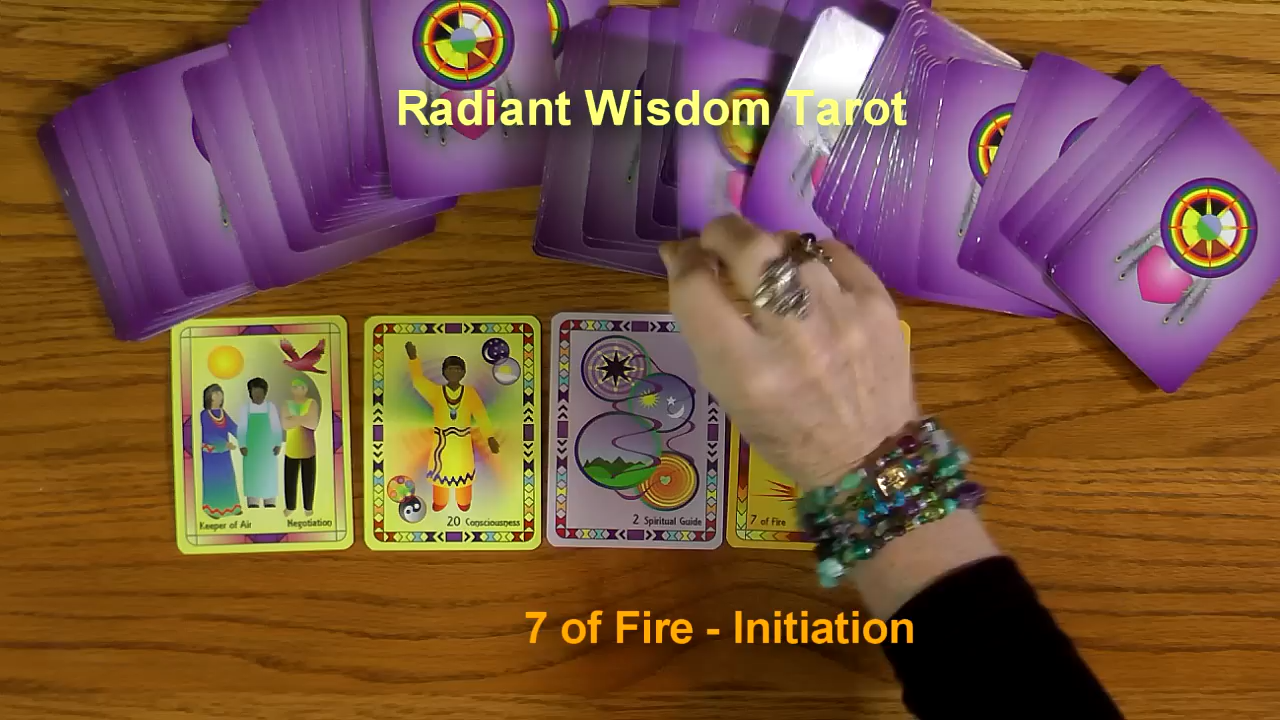 Radiant Wisdom Tarot
Keeper of Air Negotiation
20 Consciousness
2 Spiritual Guide
7 of Fire
7 of Fire - Initiation